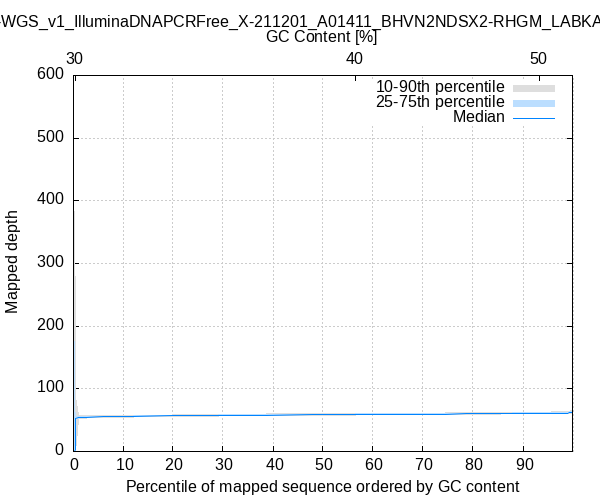 -WGS_v1_IlluminaDNAPCRFree_X-211201_A01411_BHVN2NDSX2-RHGM_LABKA
GC Content [%]
30 40 50
600
10-90th percentile
25-75th percentile
Median
500
400
300
200
100
0
Mapped depth
0 10 20 30 40 50 60 70 80 90
Percentile of mapped sequence ordered by GC content